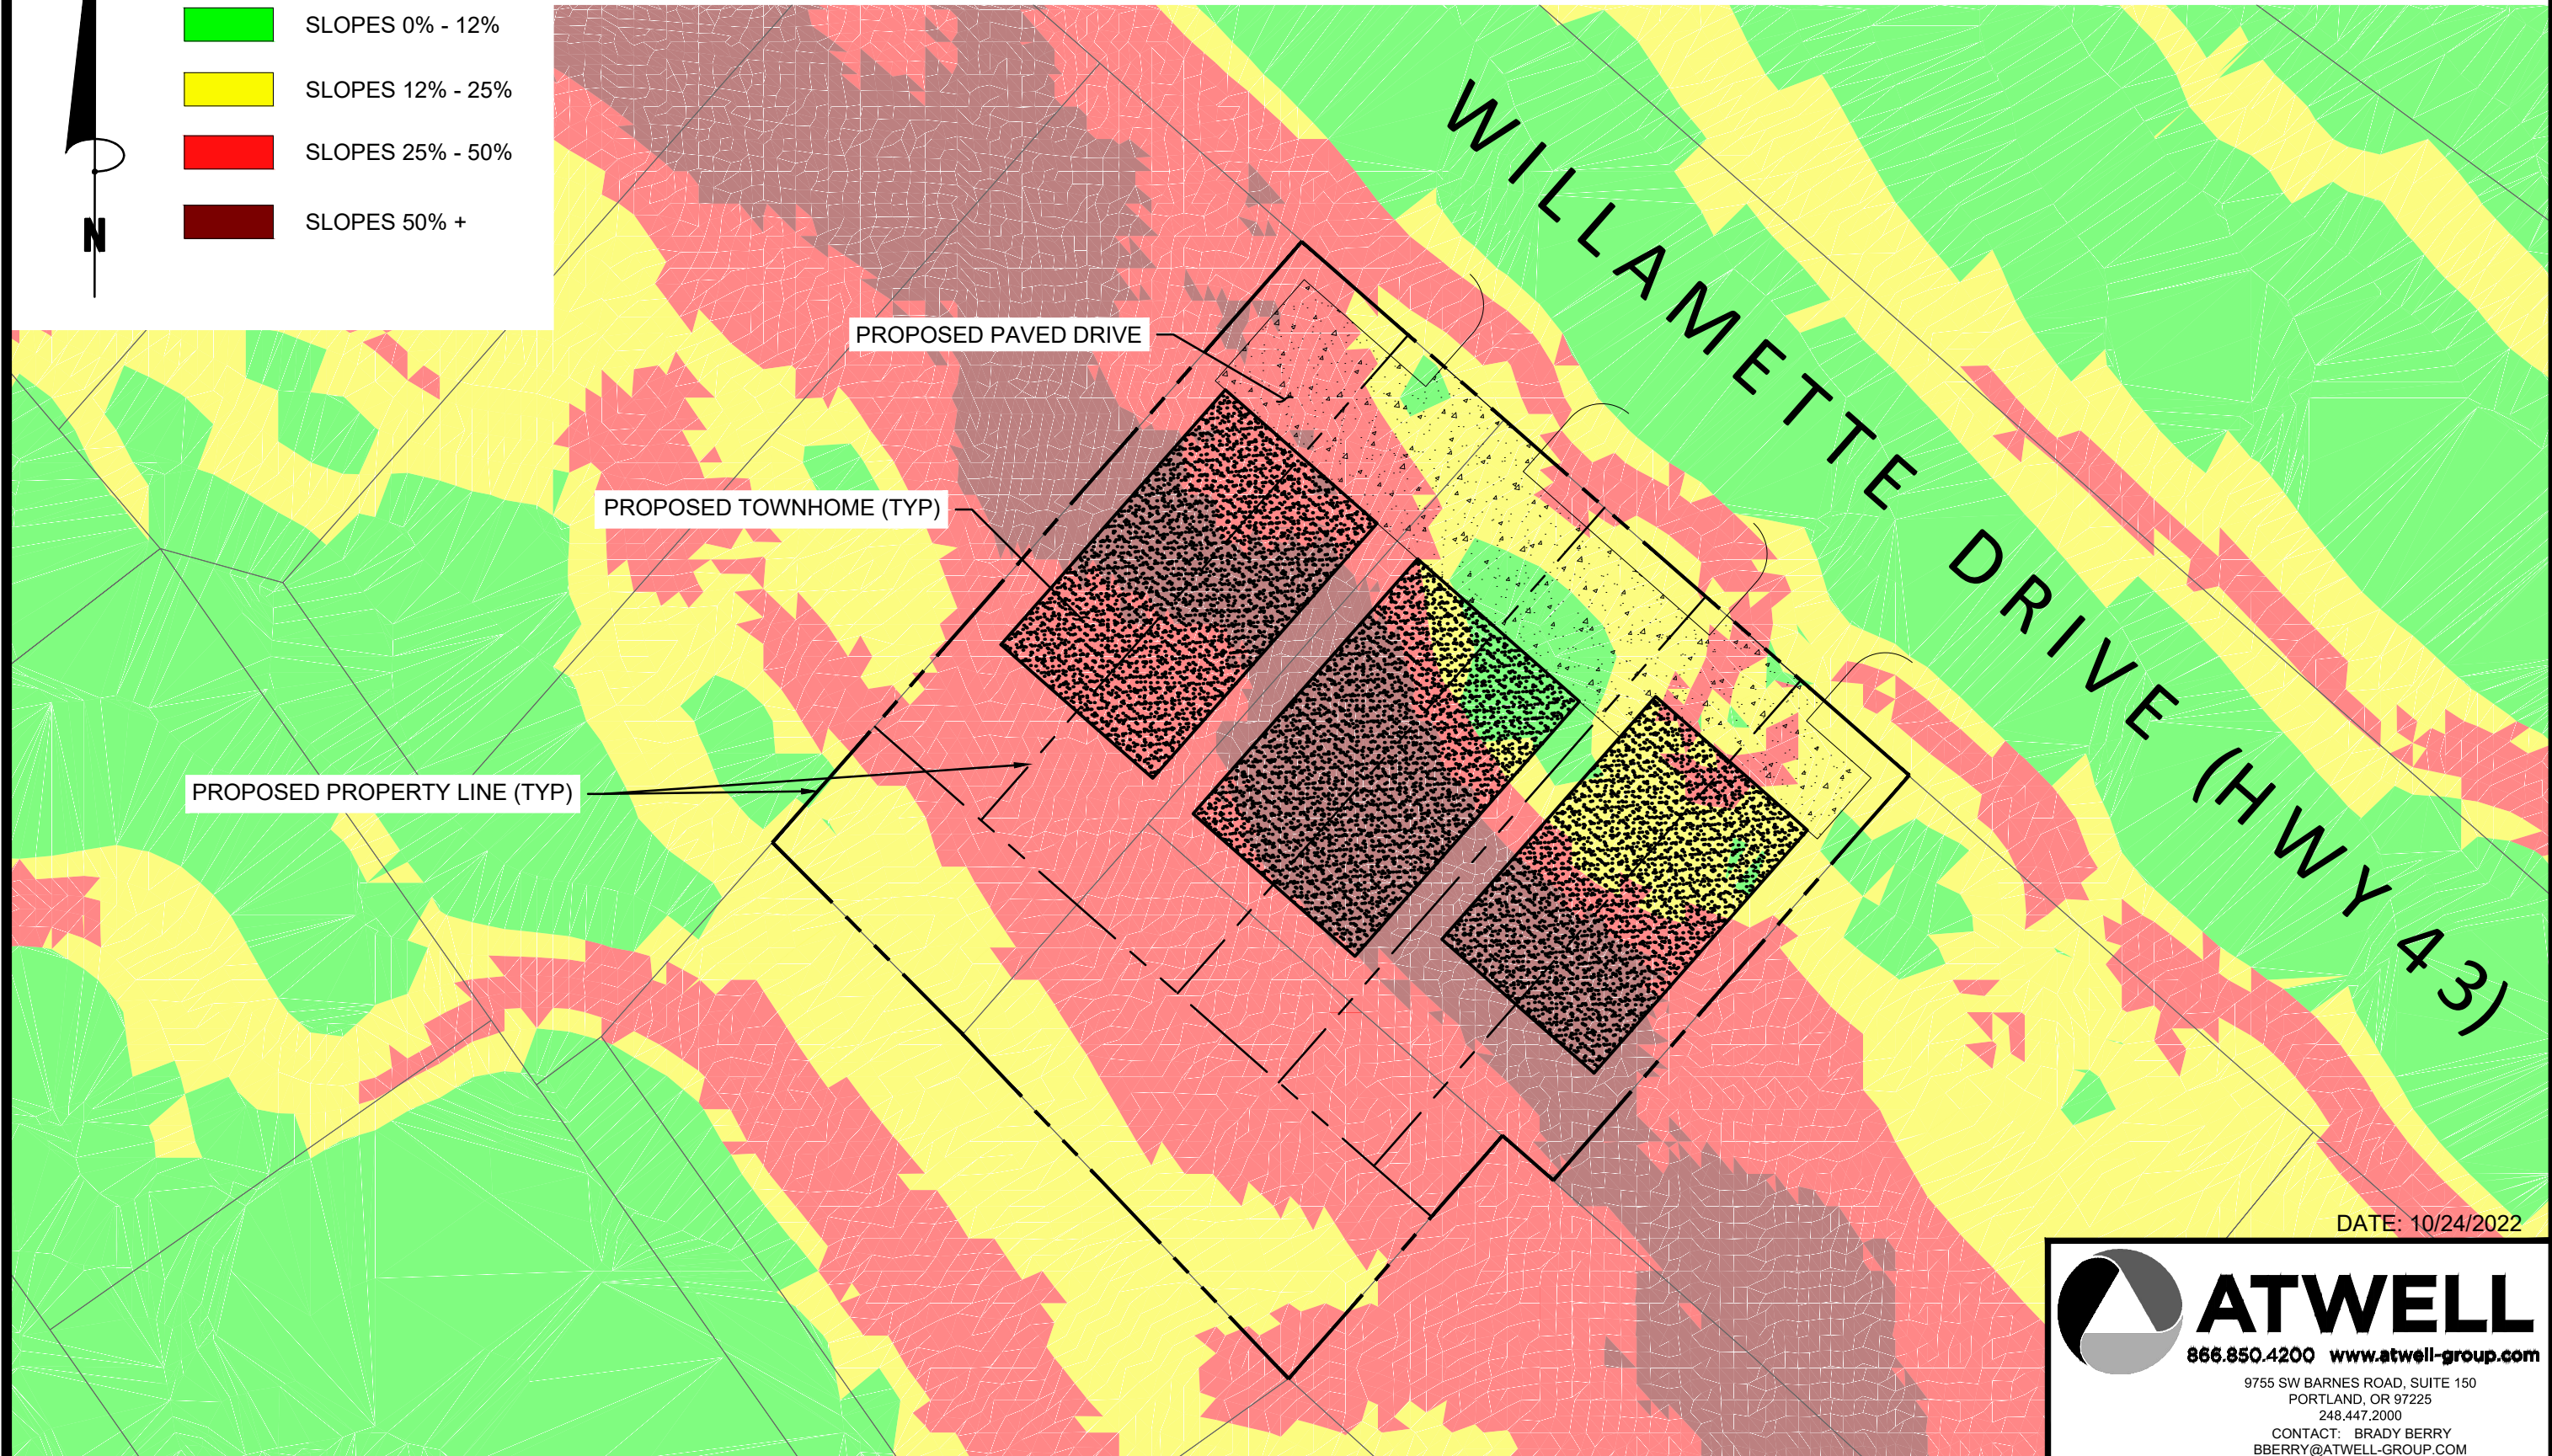 SLOPES 0% - 12%
SLOPES 12% - 25%
SLOPES 25% - 50%
SLOPES 50% +
N
WILLAMETTE DRIVE (HWY 43)
PROPOSED PAVED DRIVE
PROPOSED TOWNHOME (TYP)
PROPOSED PROPERTY LINE (TYP)
DATE: 10/24/2022
ATWELL
866.850.4200 www.atwell-group.com
9755 SW BARNES ROAD, SUITE 150
PORTLAND, OR 97225
248.447.2000
CONTACT: BRADY BERRY
BBERRY@ATWELL-GROUP.COM